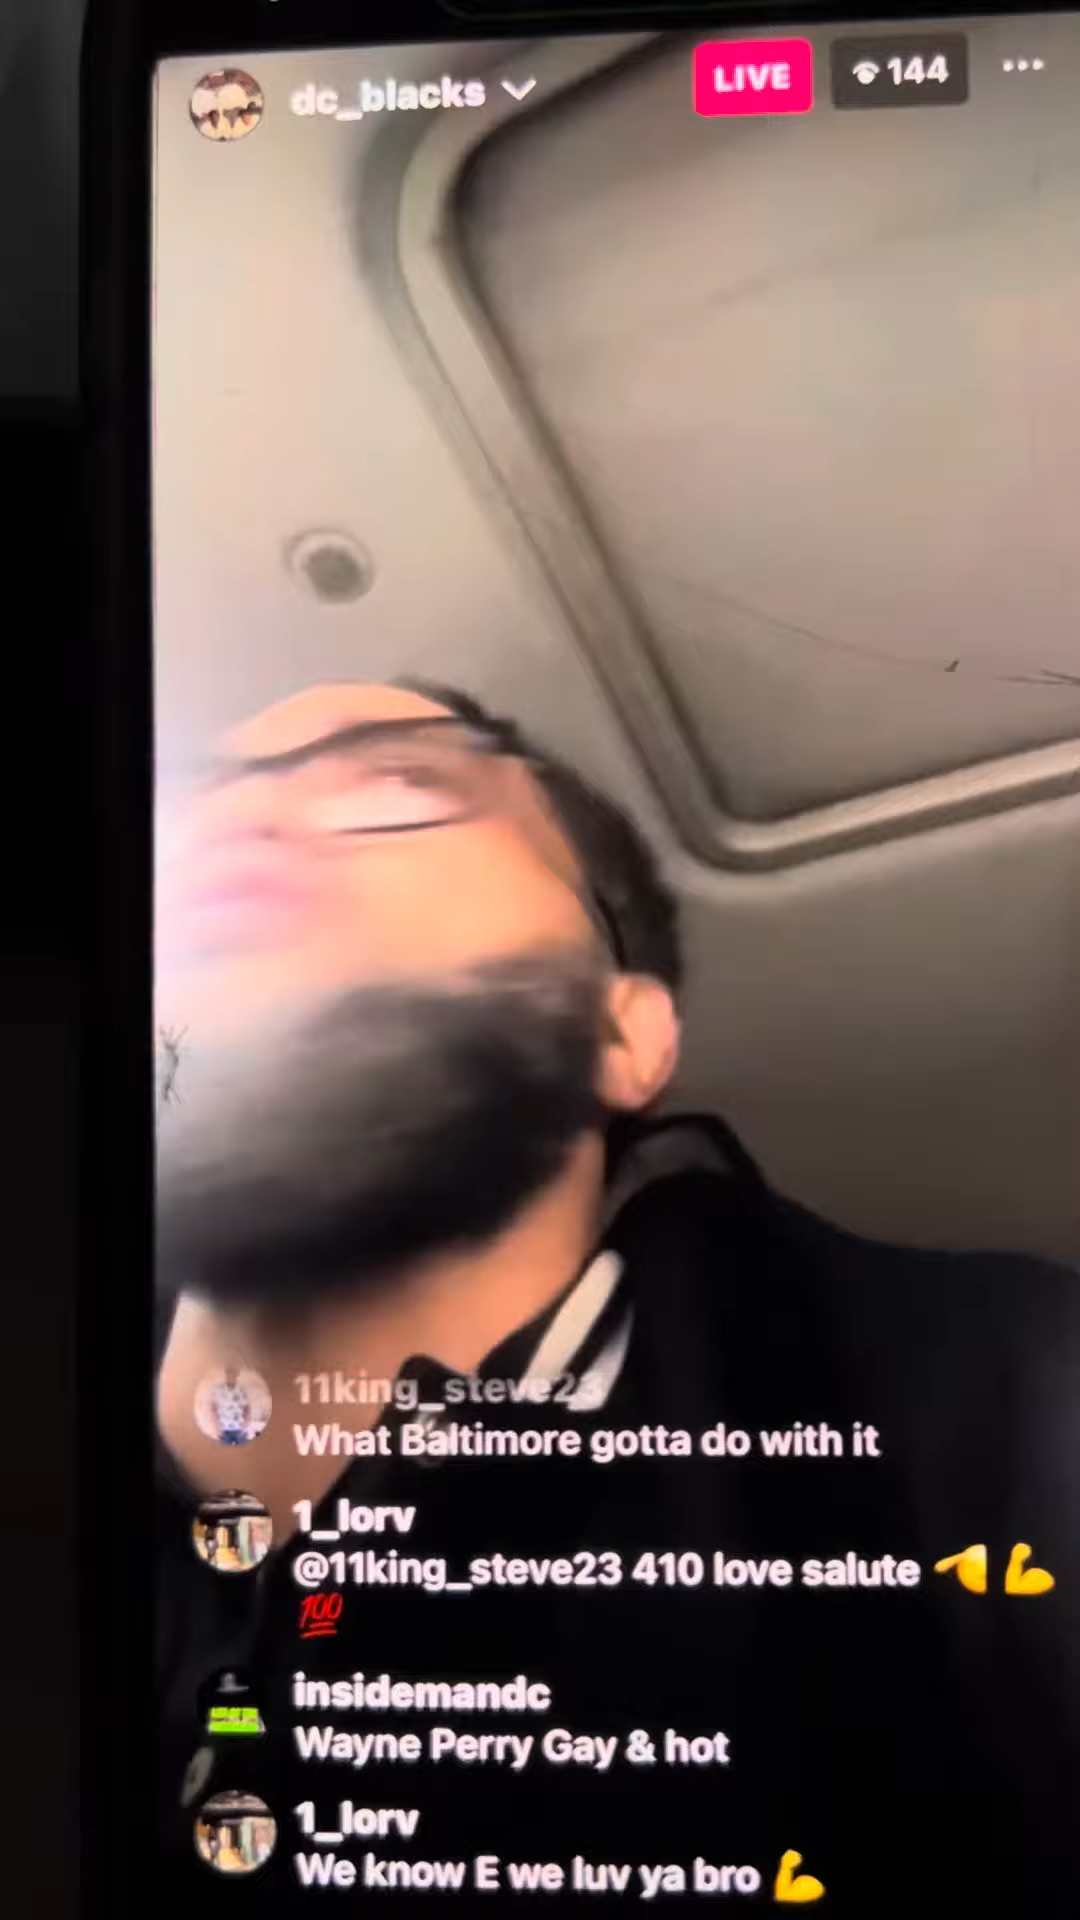 dc_blacks
LIVE
144
11king_steve23
What Baltimore gotta do with it
1_lorv
@11king_steve23 410 love salute 🫡💪
💯
insidemandc
Wayne Perry Gay & hot
1_lorv
We know E we luv ya bro 💪